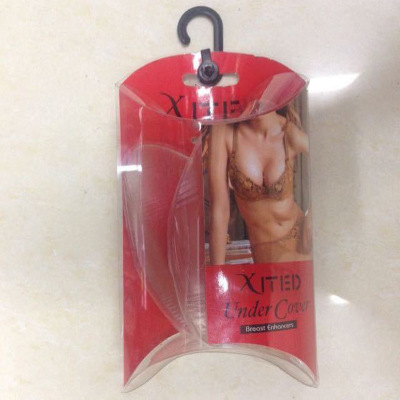 XITED
XITED
Under Cover
Breast Enhancers